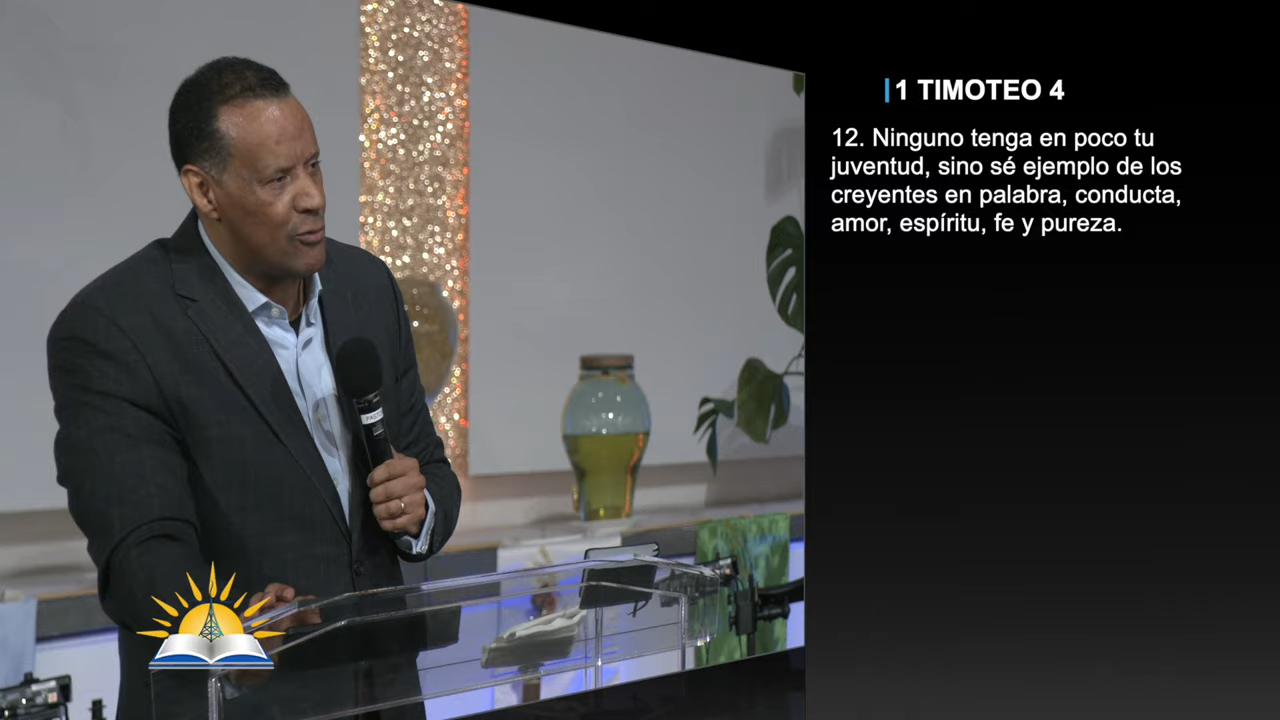 1 TIMOTEO 4
12. Ninguno tenga en poco tu
juventud, sino sé ejemplo de los
creyentes en palabra, conducta,
amor, espíritu, fe y pureza.